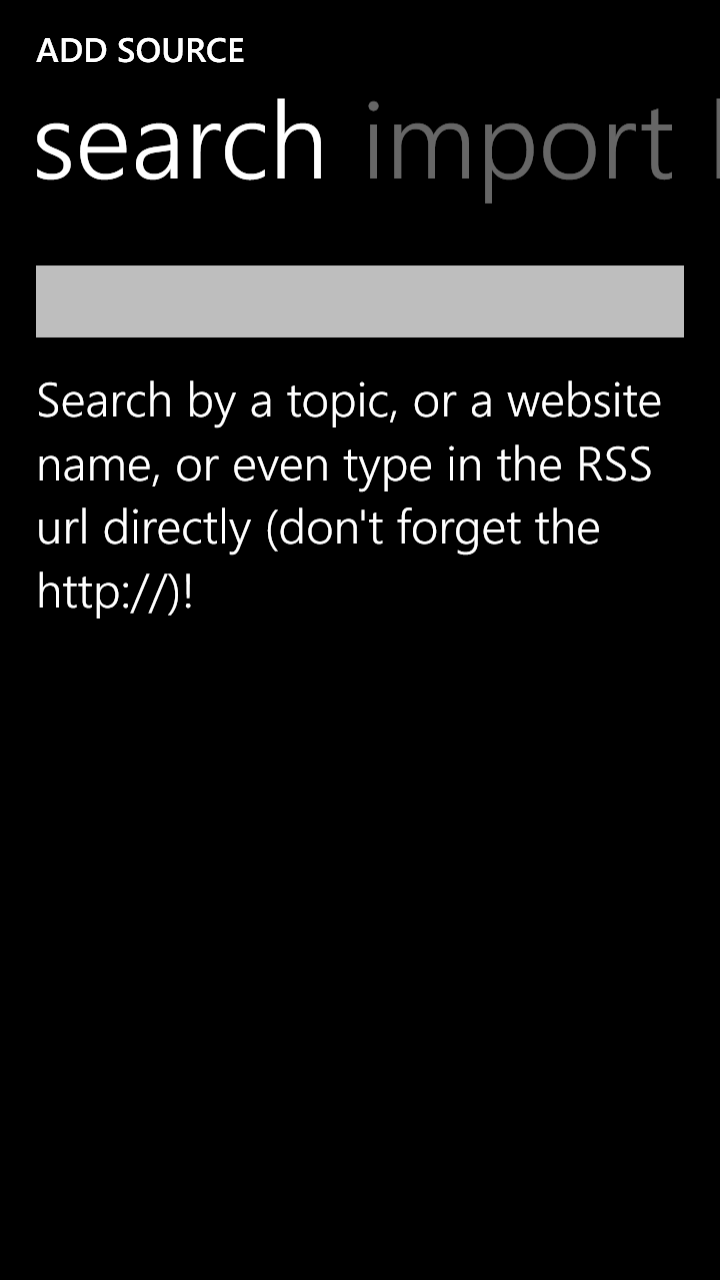 ADD SOURCE
search import
Search by a topic, or a website
name, or even type in the RSS
url directly (don't forget the
http://)!